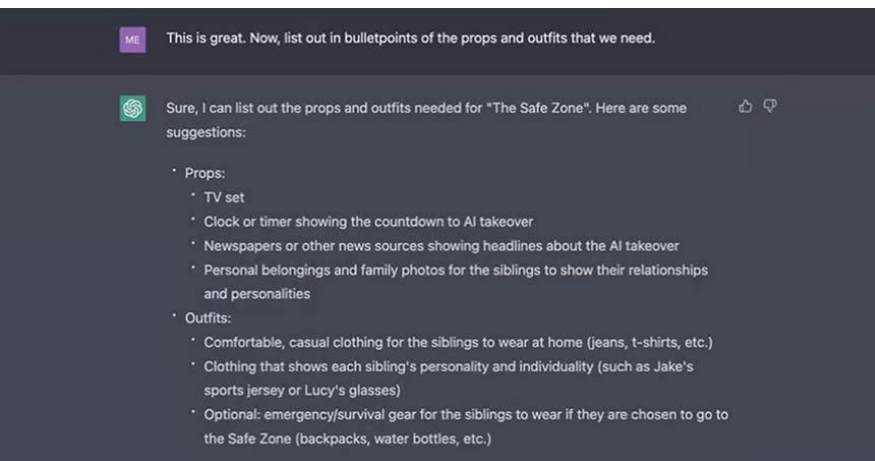 ME
This is great. Now, list out in bulletpoints of the props and outfits that we need.
Sure, I can list out the props and outfits needed for "The Safe Zone". Here are some
suggestions:
• Props:
• TV set
• Clock or timer showing the countdown to AI takeover
• Newspapers or other news sources showing headlines about the AI takeover
• Personal belongings and family photos for the siblings to show their relationships
and personalities
• Outfits:
• Comfortable, casual clothing for the siblings to wear at home (jeans, t-shirts, etc.)
• Clothing that shows each sibling's personality and individuality (such as Jake's
sports jersey or Lucy's glasses)
• Optional: emergency/survival gear for the siblings to wear if they are chosen to go to
the Safe Zone (backpacks, water bottles, etc.)